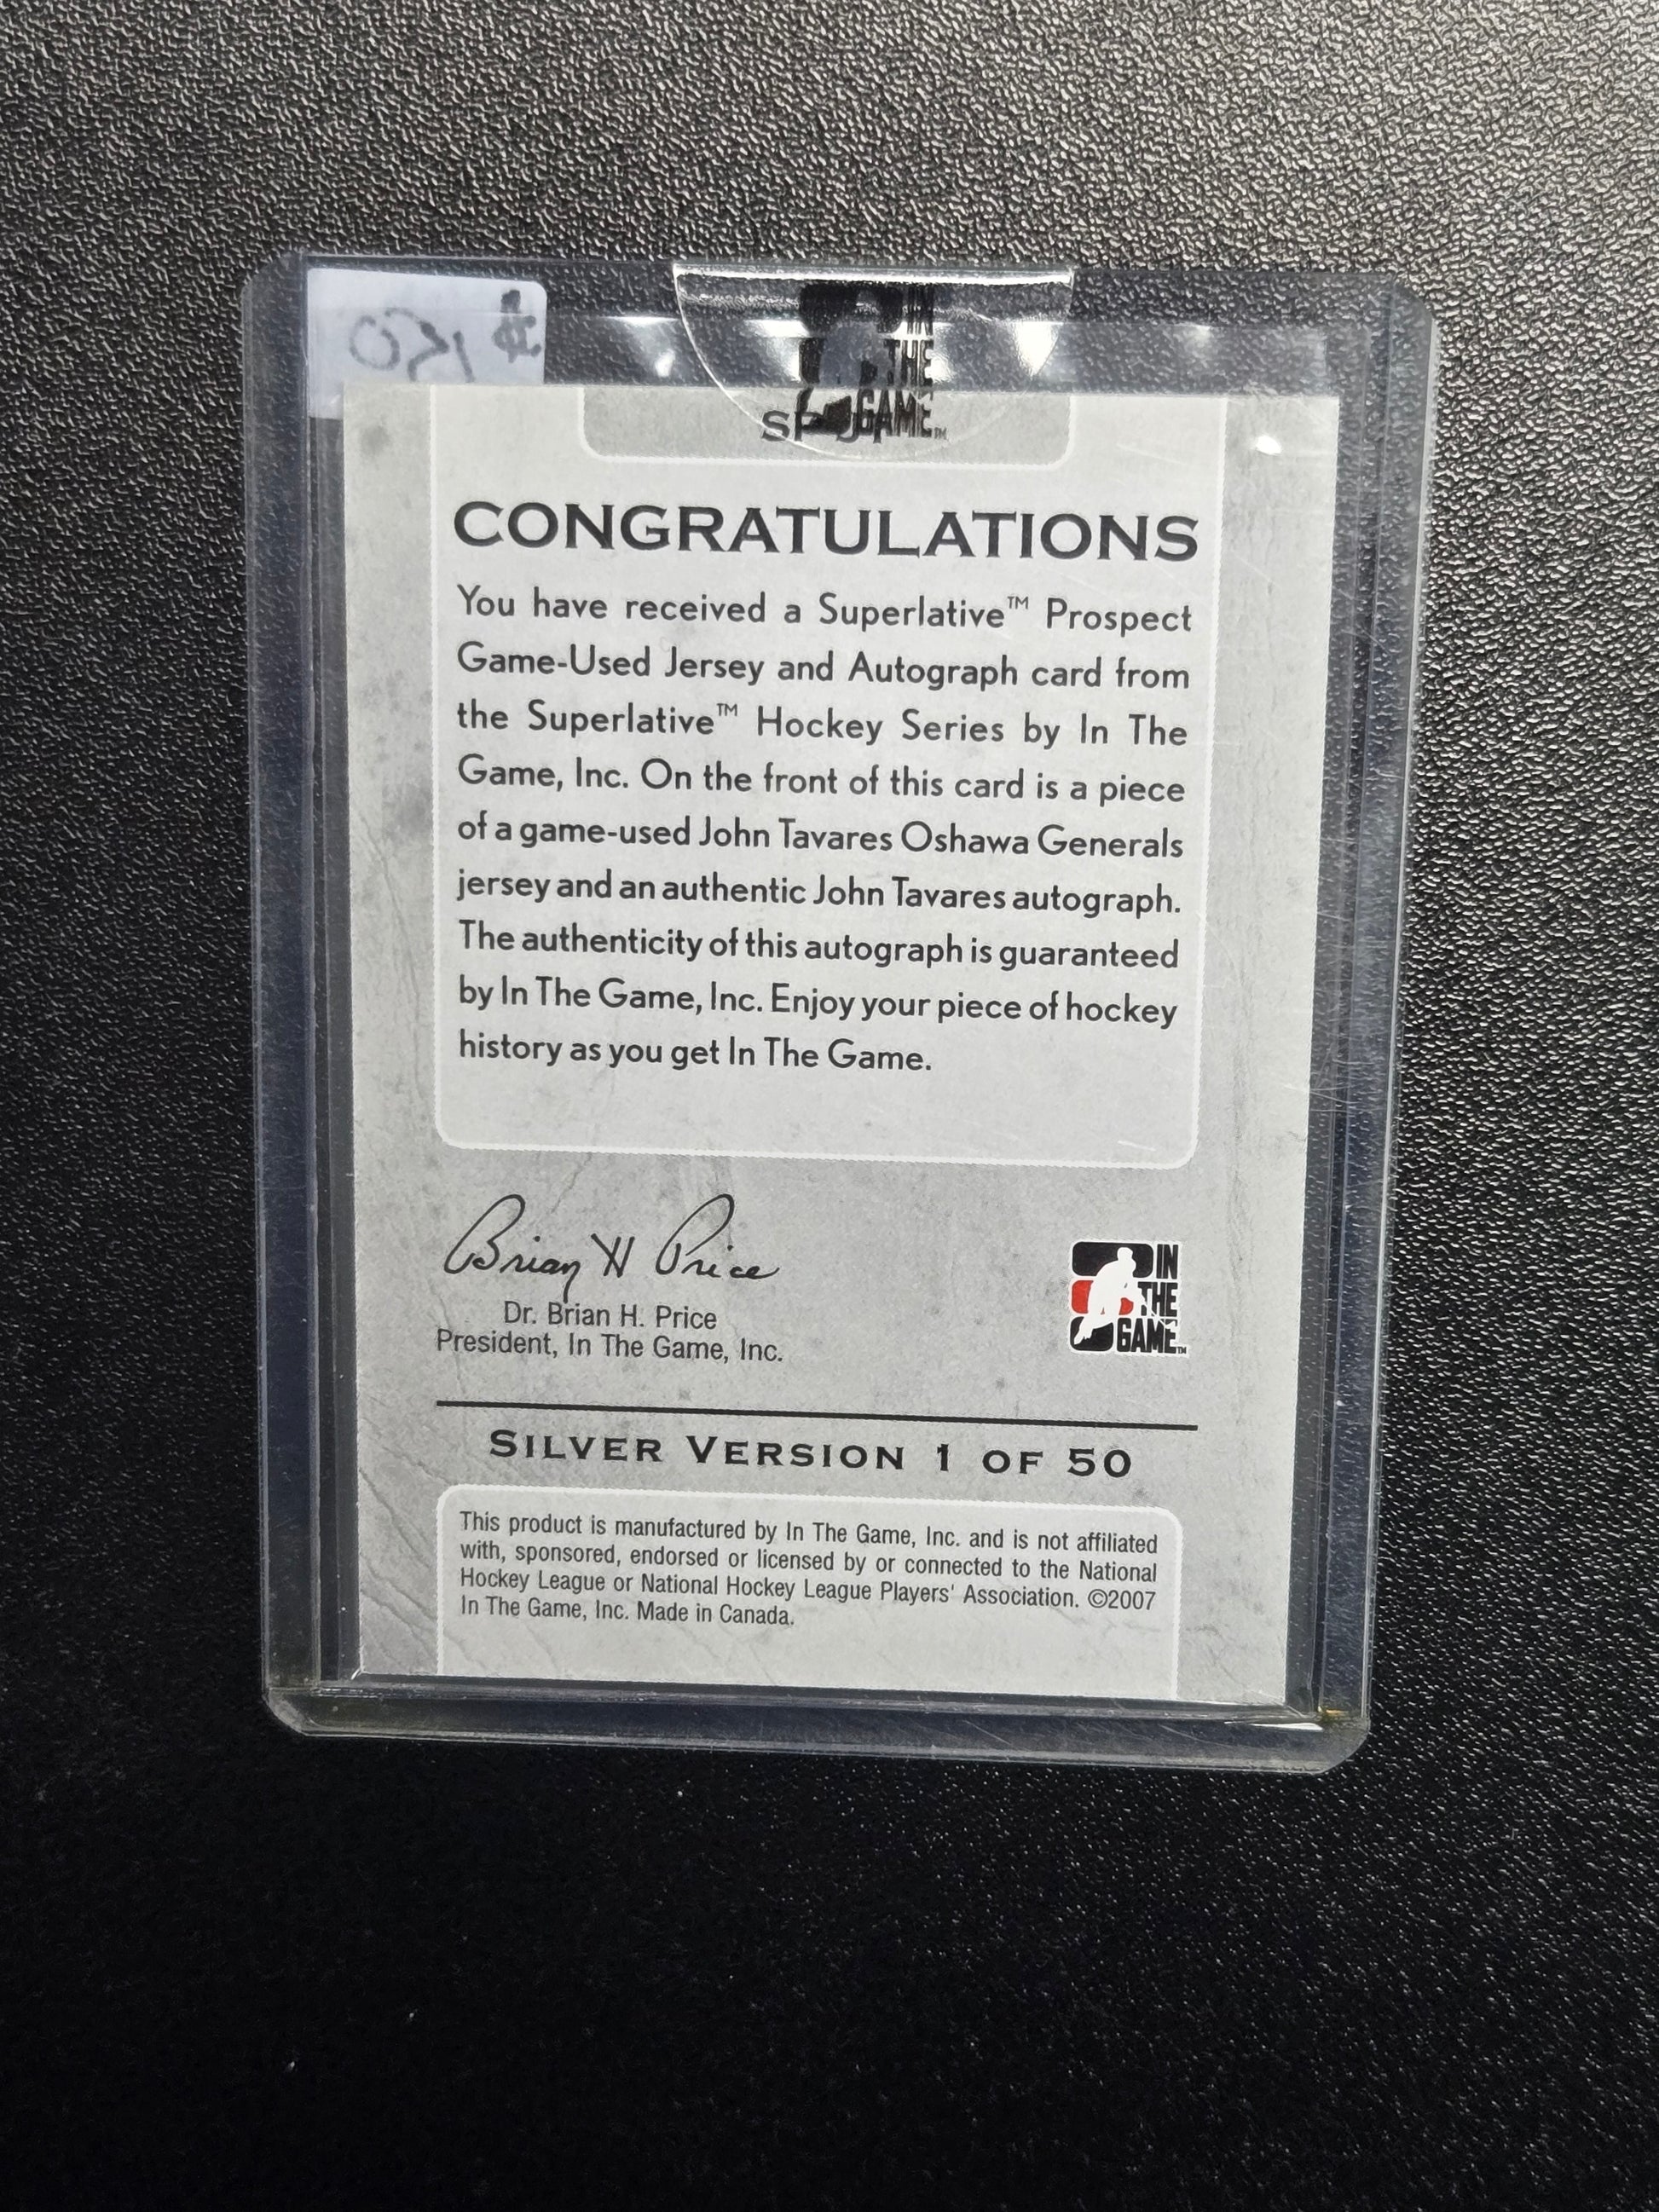 $150
IN
THE
GAME™
CONGRATULATIONS
You have received a Superlative™ Prospect
Game-Used Jersey and Autograph card from
the Superlative™ Hockey Series by In The
Game, Inc. On the front of this card is a piece
of a game-used John Tavares Oshawa Generals
jersey and an authentic John Tavares autograph.
The authenticity of this autograph is guaranteed
by In The Game, Inc. Enjoy your piece of hockey
history as you get In The Game.
Brian H Price
Dr. Brian H. Price
President, In The Game, Inc.
IN
THE
GAME™
SILVER VERSION 1 OF 50
This product is manufactured by In The Game, Inc. and is not affiliated
with, sponsored, endorsed or licensed by or connected to the National
Hockey League or National Hockey League Players' Association. ©2007
In The Game, Inc. Made in Canada.